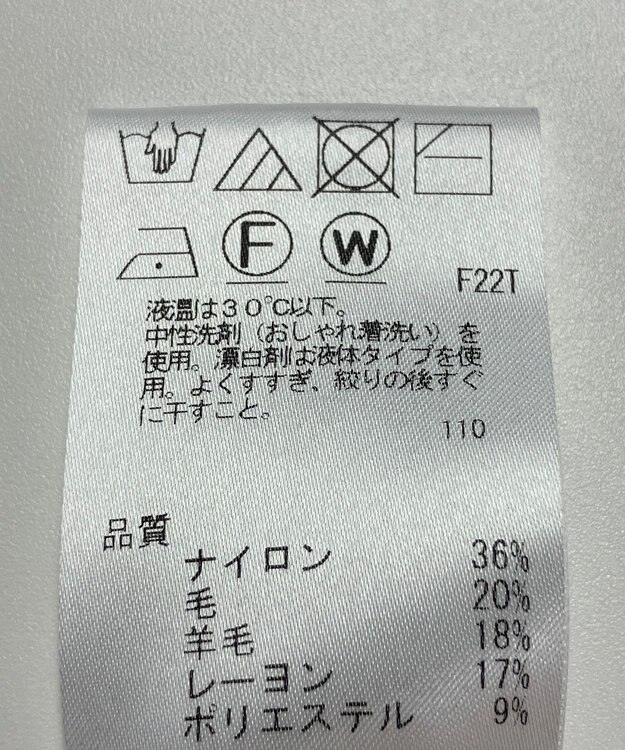 F W
F22T
液温は30℃以下。
中性洗剤（おしゃれ着洗い）を
使用。漂白剤は液体タイプを使
用。よくすすぎ、絞りの後すぐ
に干すこと。
110
品質
ナイロン 36%
毛 20%
羊毛 18%
レーヨン 17%
ポリエステル 9%